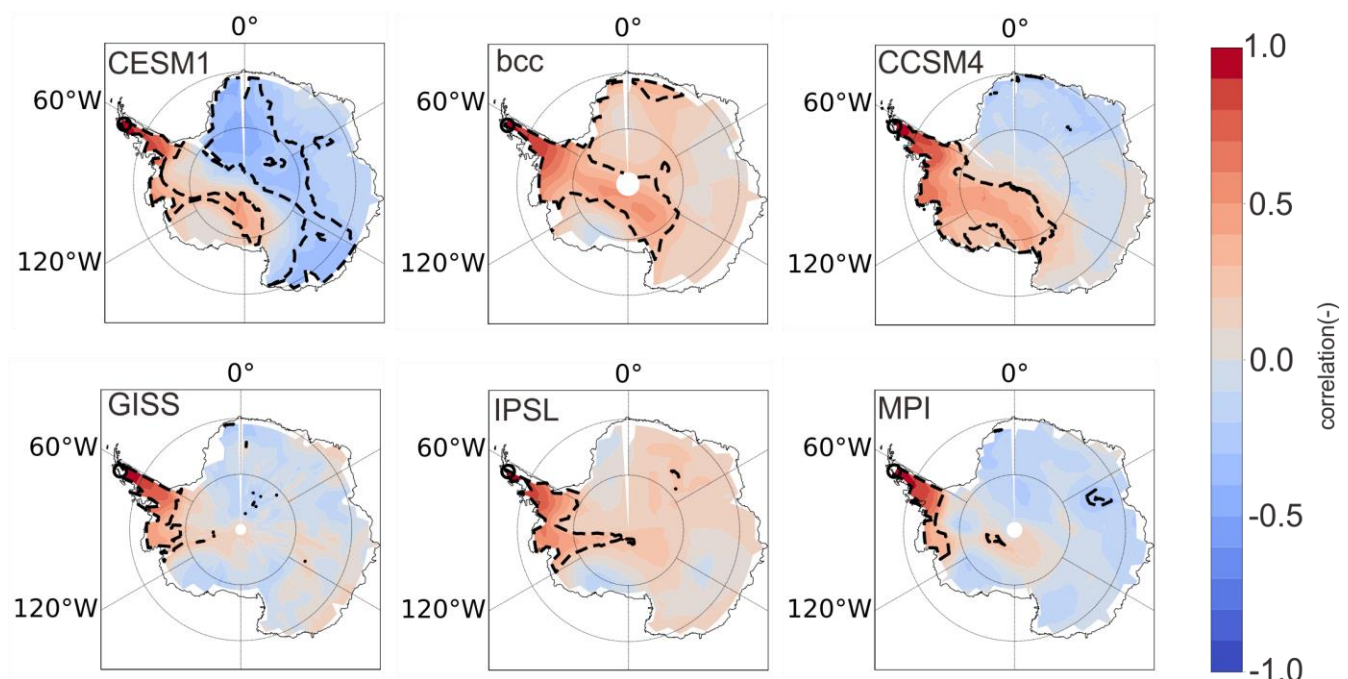 0° 0° 0°
CESM1 bcc CCSM4
60°W 60°W 60°W
120°W 120°W 120°W
0° 0° 0°
GISS IPSL MPI
60°W 60°W 60°W
120°W 120°W 120°W
1.0
0.5
0.0
-0.5
-1.0
correlation(-)